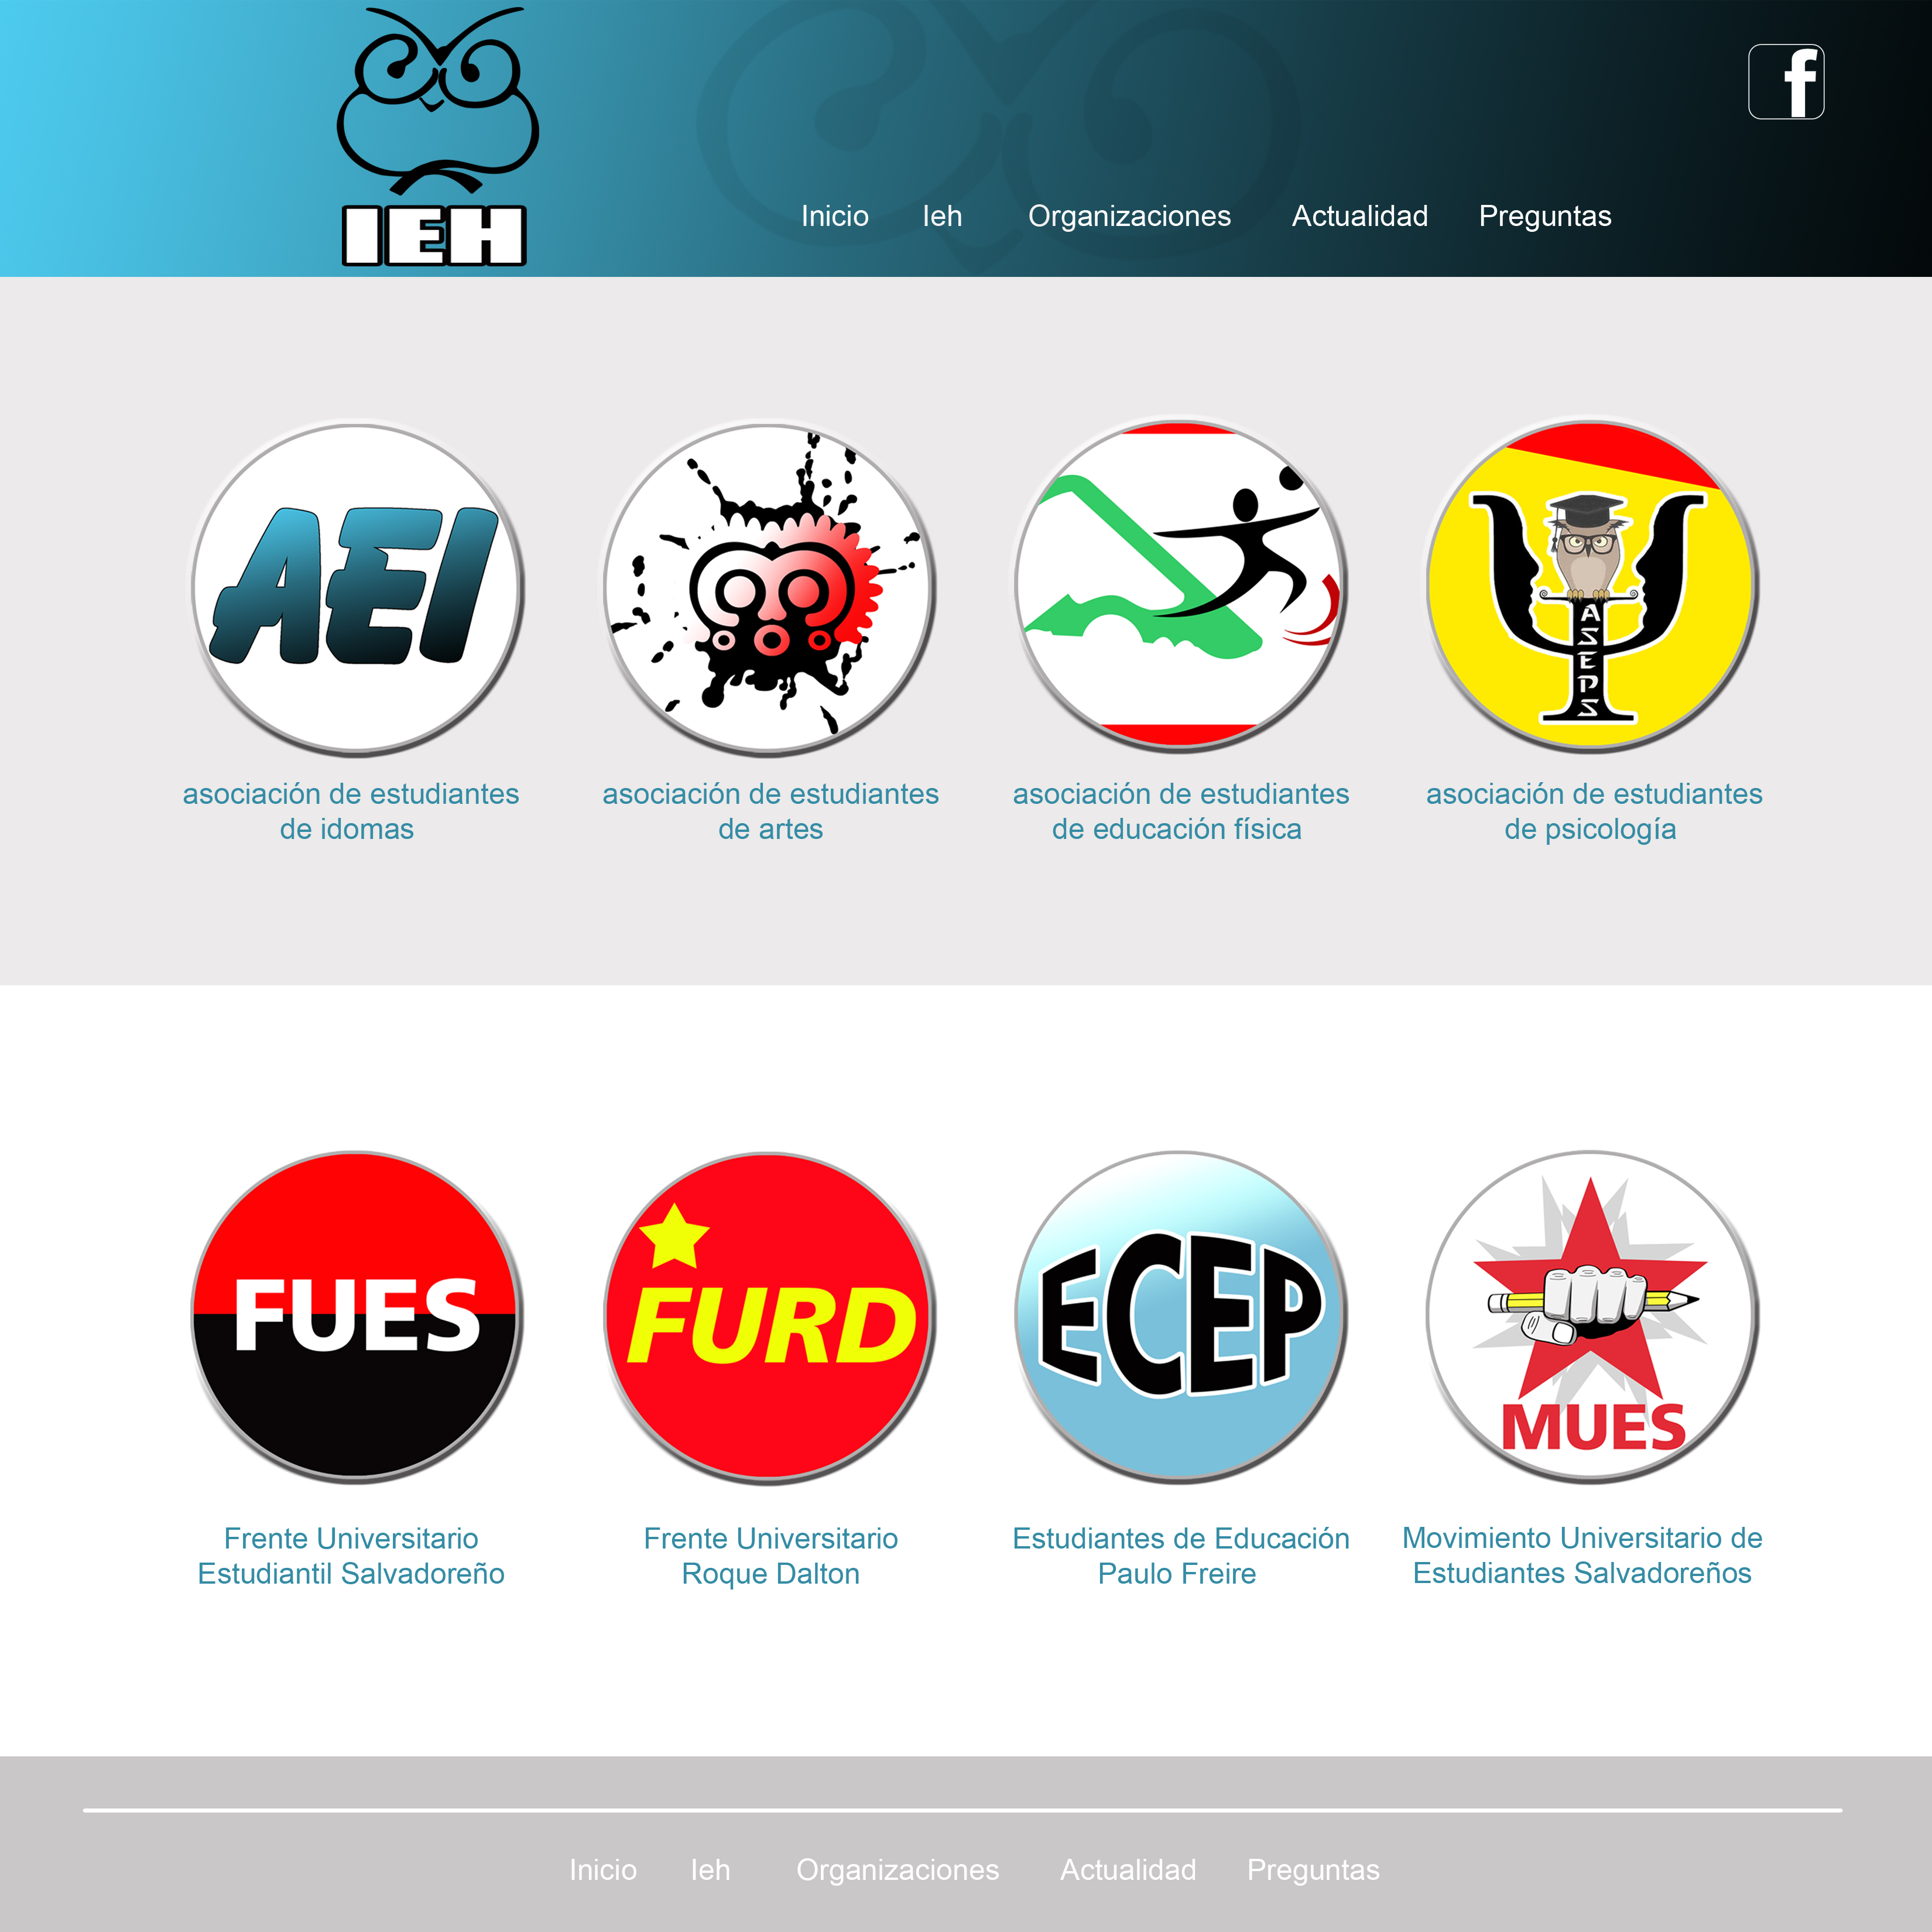 IEH
f
Inicio Ieh Organizaciones Actualidad Preguntas
AEI
ASEPS
asociación de estudiantes
de idomas
asociación de estudiantes
de artes
asociación de estudiantes
de educación física
asociación de estudiantes
de psicología
FUES
FURD
ECEP
MUES
Frente Universitario
Estudiantil Salvadoreño
Frente Universitario
Roque Dalton
Estudiantes de Educación
Paulo Freire
Movimiento Universitario de
Estudiantes Salvadoreños
Inicio Ieh Organizaciones Actualidad Preguntas